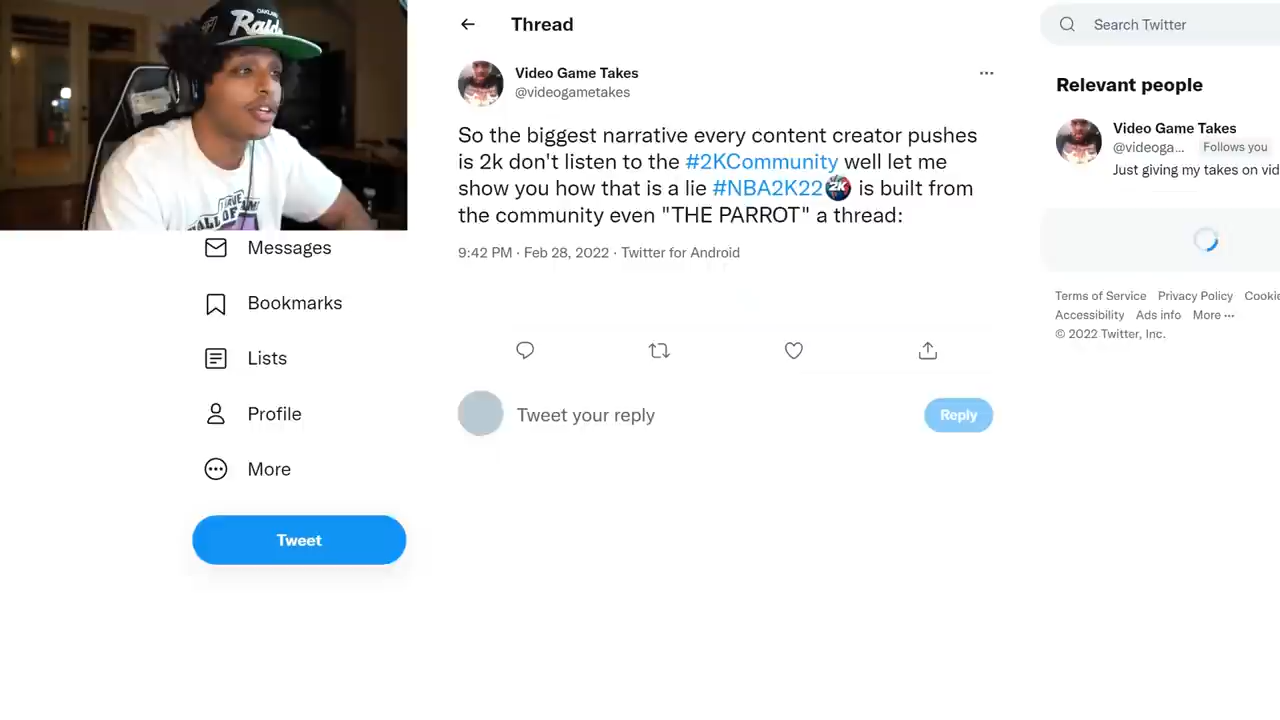 OAKLAND
Raid
Thread
Search Twitter
Video Game Takes
@videogametakes
So the biggest narrative every content creator pushes
is 2k don't listen to the #2KCommunity well let me
show you how that is a lie #NBA2K22 2K is built from
the community even "THE PARROT" a thread:
9:42 PM · Feb 28, 2022 · Twitter for Android
Tweet your reply
Reply
Messages
Bookmarks
Lists
Profile
More
Tweet
Relevant people
Video Game Takes
@videoga... Follows you
Just giving my takes on vid
Terms of Service Privacy Policy Cookie
Accessibility Ads info More ···
© 2022 Twitter, Inc.